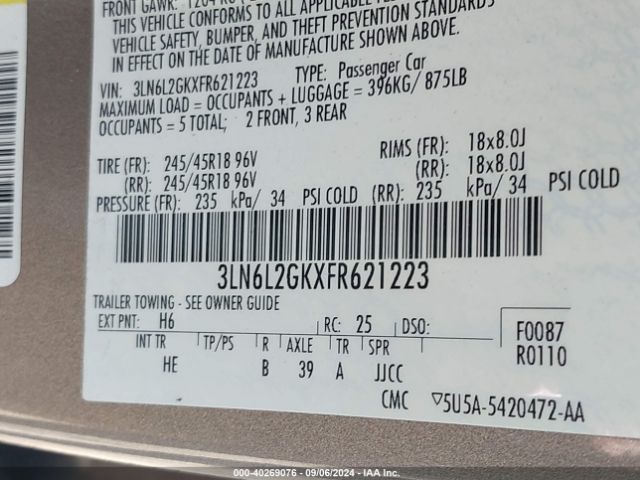 FRONT GAWR: 1204 KG
THIS VEHICLE CONFORMS TO ALL APPLICABLE
VEHICLE SAFETY, BUMPER, AND THEFT PREVENTION STANDARDS
IN EFFECT ON THE DATE OF MANUFACTURE SHOWN ABOVE.
VIN: 3LN6L2GKXFR621223 TYPE: Passenger Car
MAXIMUM LOAD = OCCUPANTS + LUGGAGE = 396KG/ 875LB
OCCUPANTS = 5 TOTAL; 2 FRONT, 3 REAR
TIRE (FR): 245/45R18 96V RIMS (FR): 18x8.0J
(RR): 245/45R18 96V (RR): 18x8.0J
PRESSURE (FR): 235 kPa/ 34 PSI COLD (RR): 235 kPa/ 34 PSI COLD
3LN6L2GKXFR621223
TRAILER TOWING - SEE OWNER GUIDE
EXT PNT: H6 RC: 25 DSO: F0087
INT TR TP/PS R AXLE TR SPR R0110
HE B 39 A JJCC
CMC ▽5U5A-5420472-AA
000-40269076 - 09/06/2024 - IAA Inc.